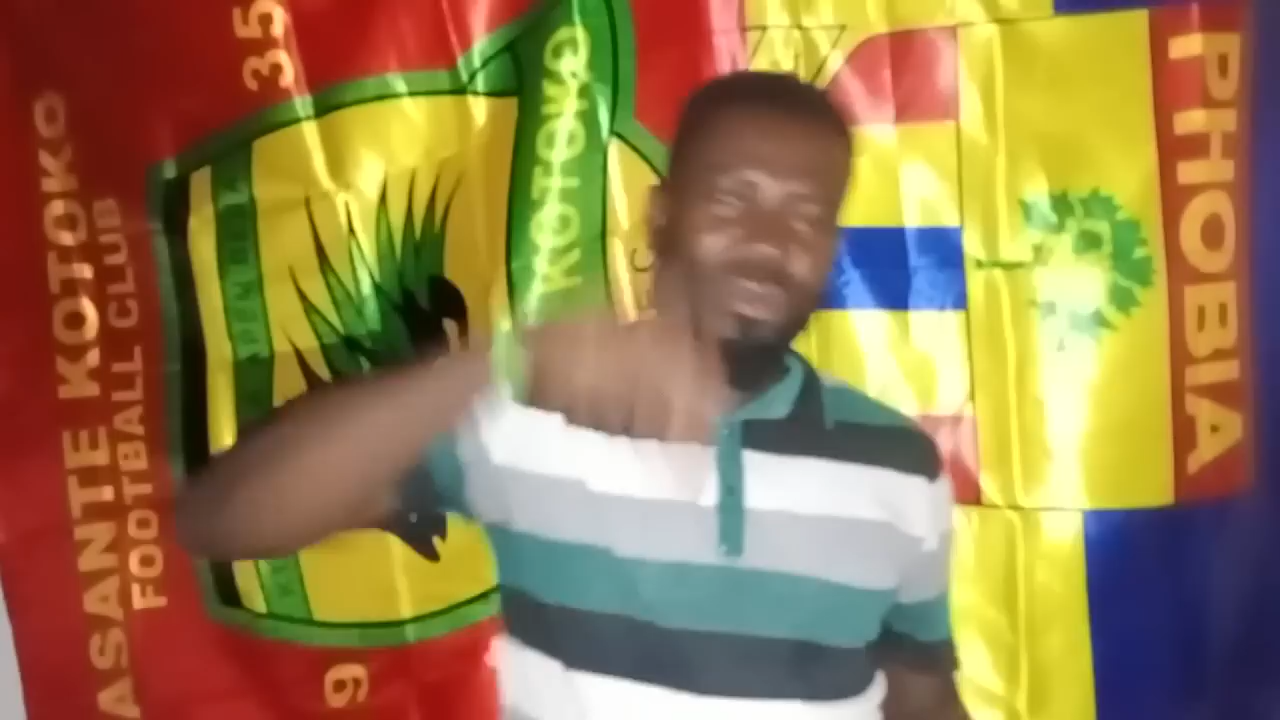 ASANTE KOTOKO
FOOTBALL CLUB
35
KOTOKO
9
PHOBIA